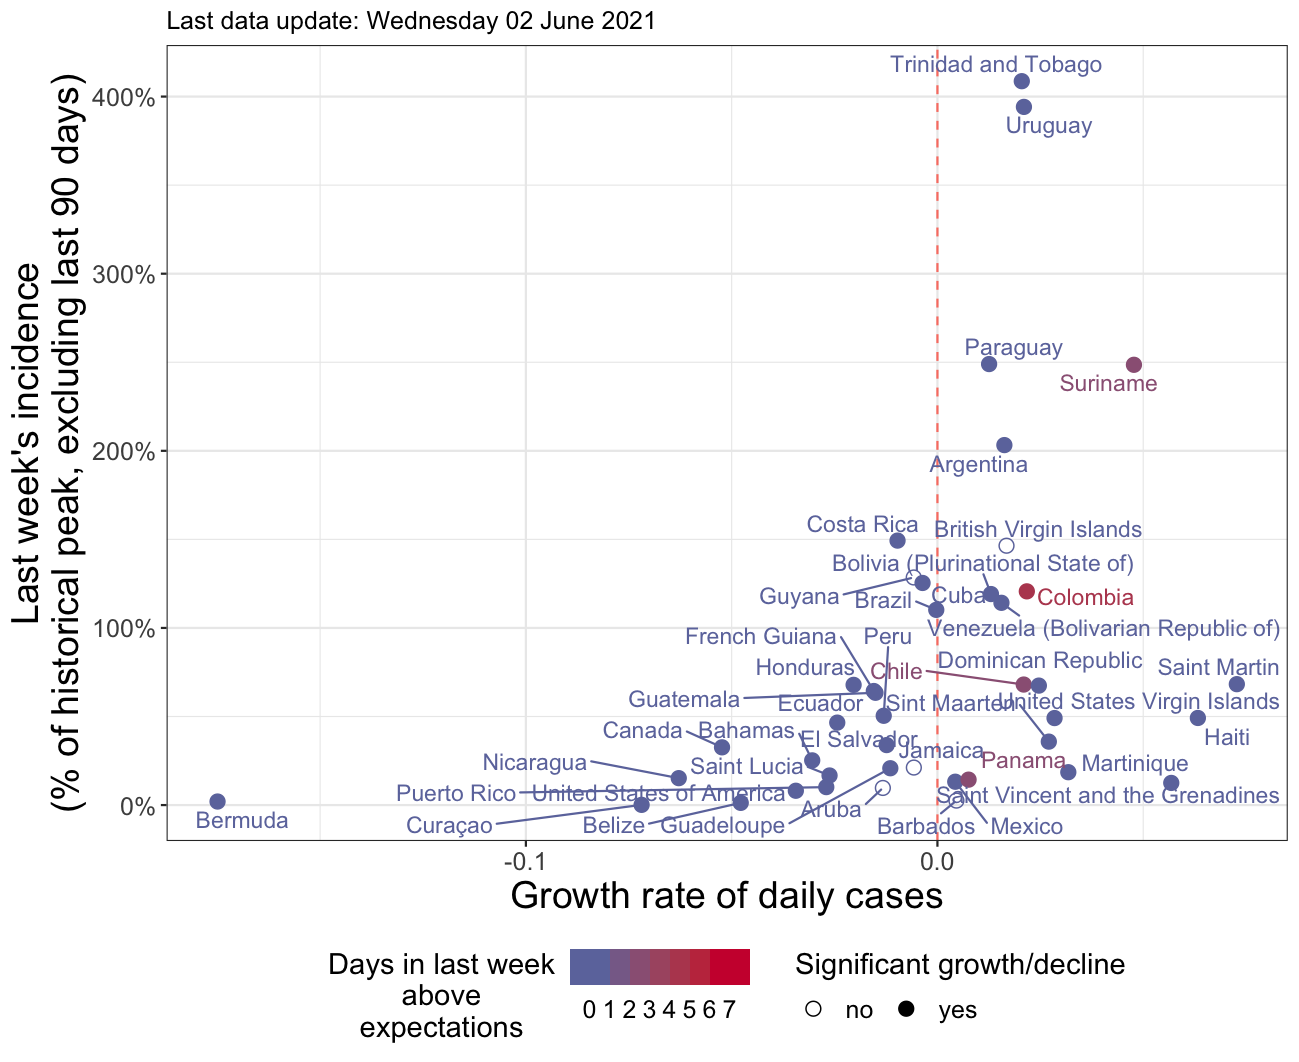 Last data update: Wednesday 02 June 2021
Last week's incidence
(% of historical peak, excluding last 90 days)
400%
300%
200%
100%
0%
Trinidad and Tobago
Uruguay
Paraguay
Suriname
Argentina
Costa Rica
British Virgin Islands
Bolivia (Plurinational State of)
Guyana
Brazil
Cuba
Colombia
Venezuela (Bolivarian Republic of)
French Guiana
Peru
Honduras
Chile
Dominican Republic
Saint Martin
Guatemala
Ecuador
Sint Maarten
United States Virgin Islands
Canada
Bahamas
El Salvador
Haiti
Jamaica
Nicaragua
Saint Lucia
Panama
Martinique
Puerto Rico
United States of America
Saint Vincent and the Grenadines
Aruba
Bermuda
Curaçao
Belize
Guadeloupe
Barbados
Mexico
-0.1
0.0
Growth rate of daily cases
Days in last week
above
expectations
0 1 2 3 4 5 6 7
Significant growth/decline
no
yes